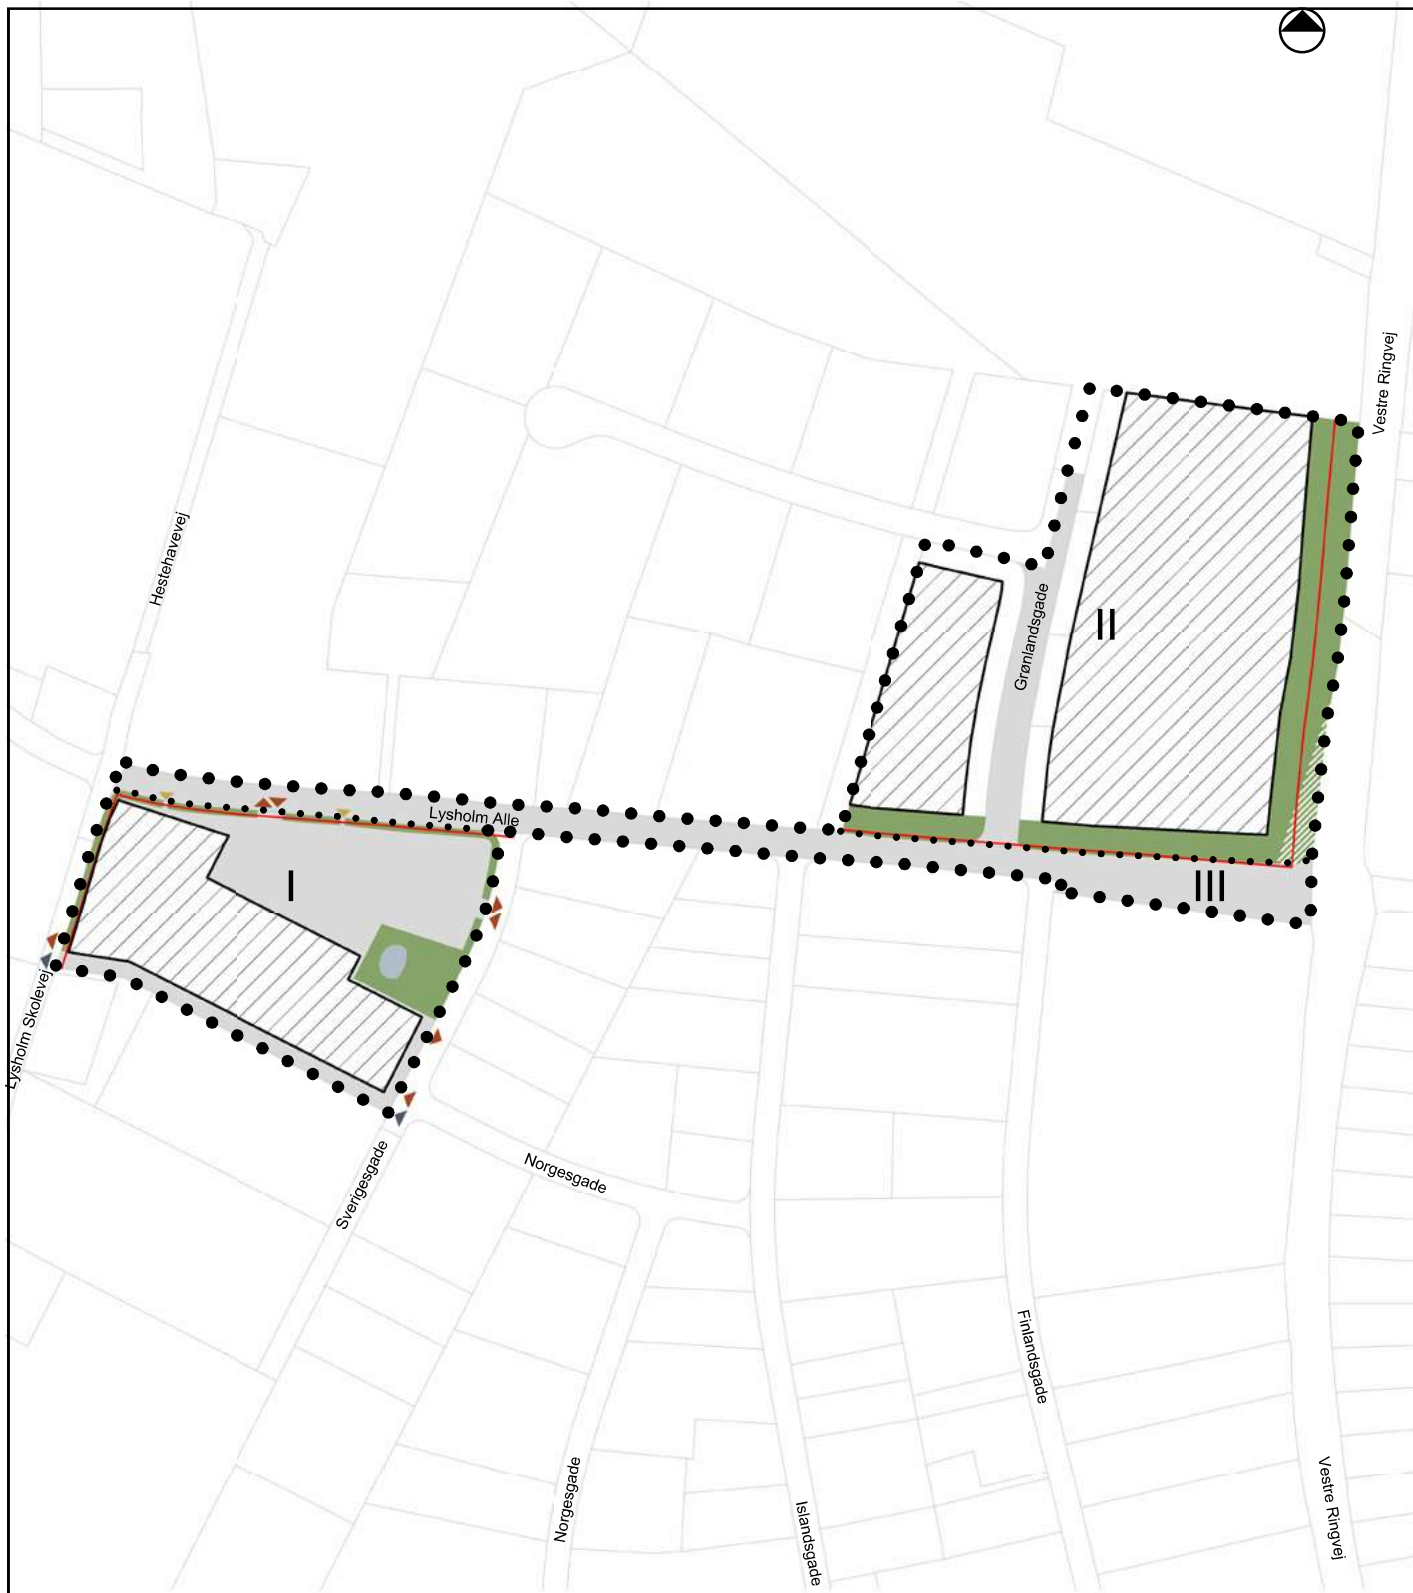 Vestre Ringvej
Hestehavevej
Grønlandsgade
II
Lysholm Alle
I
III
Lysholm Skolevej
Sverigesgade
Norgesgade
Finlandsgade
Norgesgade
Islandsgade
Vestre Ringvej